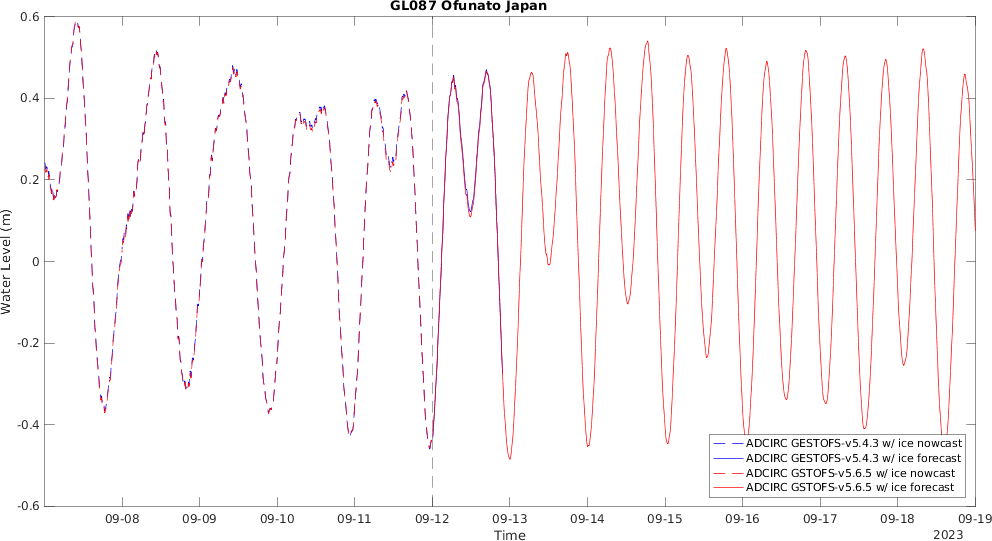 GL087 Ofunato Japan
0.6
0.4
0.2
0
-0.2
-0.4
-0.6
Water Level (m)
ADCIRC GESTOFS-v5.4.3 w/ ice nowcast
ADCIRC GESTOFS-v5.4.3 w/ ice forecast
ADCIRC GSTOFS-v5.6.5 w/ ice nowcast
ADCIRC GSTOFS-v5.6.5 w/ ice forecast
09-08 09-09 09-10 09-11 09-12 09-13 09-14 09-15 09-16 09-17 09-18 09-19
Time
2023